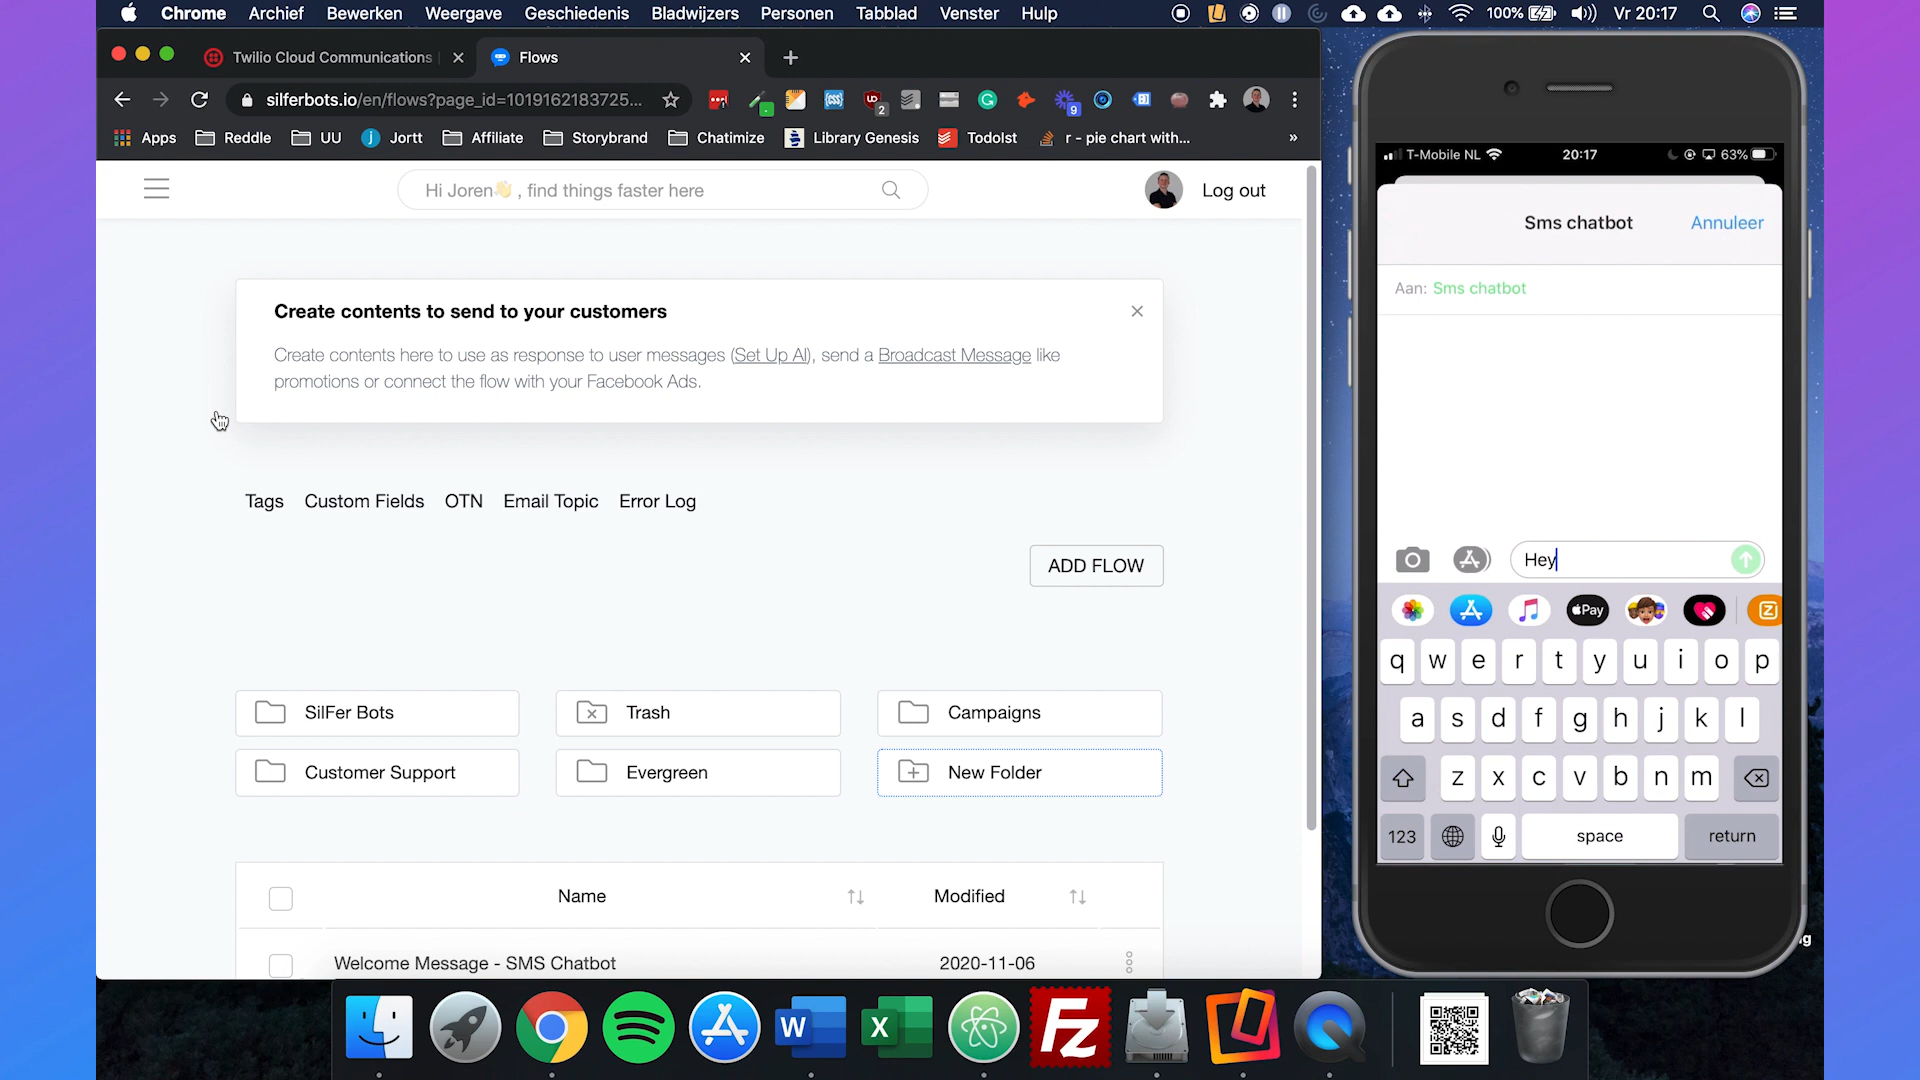 Chrome Archief Bewerken Weergave Geschiedenis Bladwijzers Personen Tabblad Venster Hulp 100% Vr 20:17
Twilio Cloud Communications
Flows
silferbots.io/en/flows?page_id=1019162183725...
2
9
Apps Reddle UU Jortt Affiliate Storybrand Chatimize Library Genesis TodoIst r - pie chart with... »
Hi Joren👋 , find things faster here
Log out
Create contents to send to your customers
Create contents here to use as response to user messages (Set Up AI), send a Broadcast Message like
promotions or connect the flow with your Facebook Ads.
Tags Custom Fields OTN Email Topic Error Log
ADD FLOW
SilFer Bots
Trash
Campaigns
Customer Support
Evergreen
New Folder
Name Modified
Welcome Message - SMS Chatbot 2020-11-06
T-Mobile NL 20:17 63%
Sms chatbot Annuleer
Aan: Sms chatbot
Hey
Pay
q w e r t y u i o p
a s d f g h j k l
z x c v b n m
123 space return
W X Fz